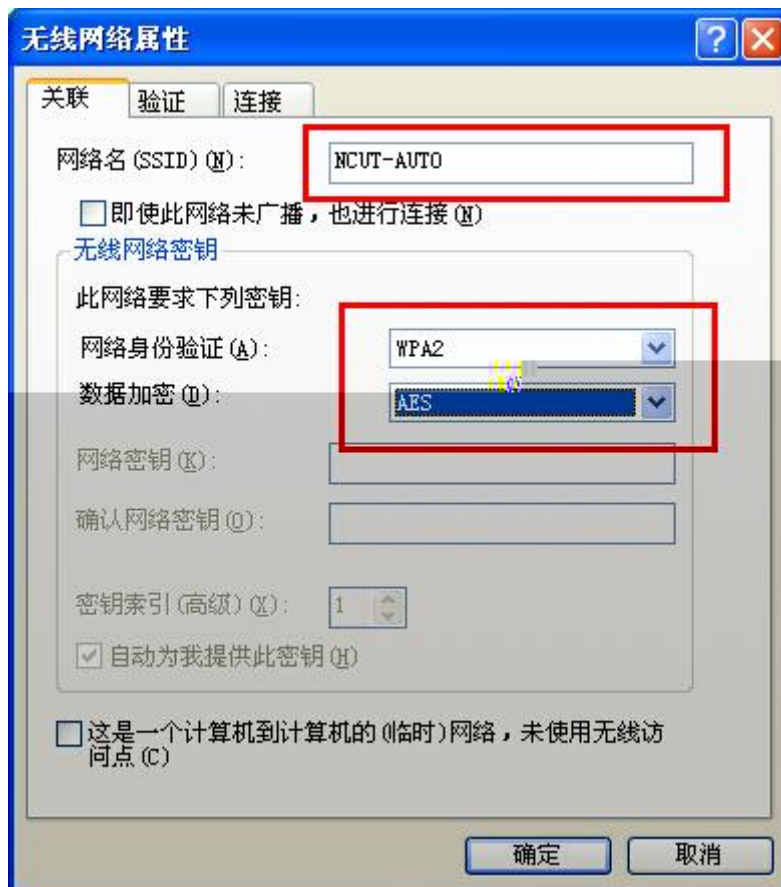 无线网络属性
关联 验证 连接
网络名(SSID)(N): NCUT-AUTO
即使此网络未广播，也进行连接(N)
无线网络密钥
此网络要求下列密钥:
网络身份验证(A): WPA2
数据加密(D): AES
网络密钥(K):
确认网络密钥(O):
密钥索引(高级)(X): 1
自动为我提供此密钥(H)
这是一个计算机到计算机的(临时)网络，未使用无线访
问点(C)
确定 取消